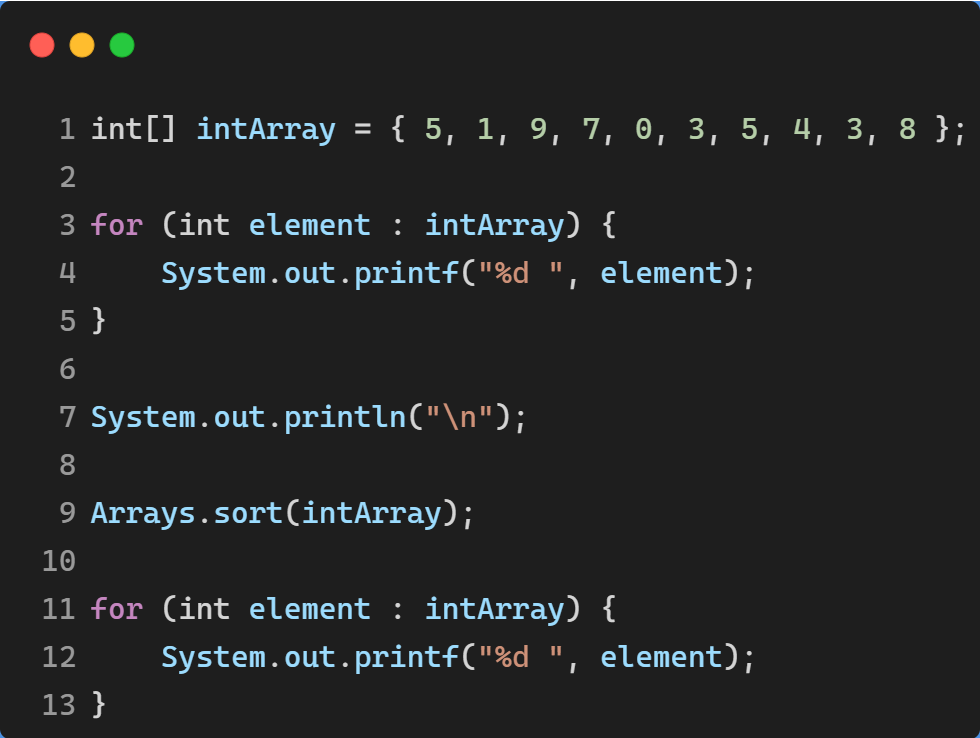 1 int[] intArray = { 5, 1, 9, 7, 0, 3, 5, 4, 3, 8 };
2
3 for (int element : intArray) {
4     System.out.printf("%d ", element);
5 }
6
7 System.out.println("\n");
8
9 Arrays.sort(intArray);
10
11 for (int element : intArray) {
12     System.out.printf("%d ", element);
13 }